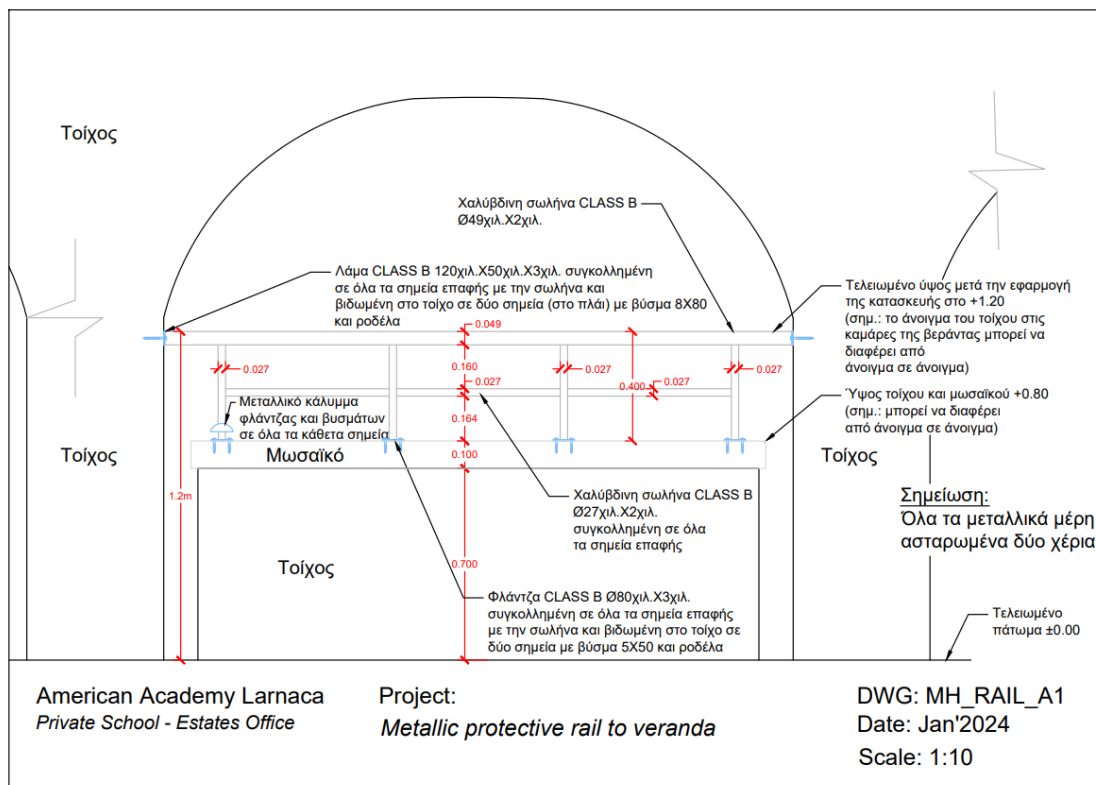 Τοίχος
Χαλύβδινη σωλήνα CLASS B
Ø49χιλ.Χ2χιλ.
Λάμα CLASS B 120χιλ.Χ50χιλ.Χ3χιλ. συγκολλημένη
σε όλα τα σημεία επαφής με την σωλήνα και
βιδωμένη στο τοίχο σε δύο σημεία (στο πλάι) με βύσμα 8Χ80
και ροδέλα
Τελειωμένο ύψος μετά την εφαρμογή
της κατασκευής στο +1.20
(σημ.: το άνοιγμα του τοίχου στις
καμάρες της βεράντας μπορεί να
διαφέρει από
άνοιγμα σε άνοιγμα)
0.049
0.160
0.027
0.027
0.027
0.400
0.027
0.027
0.164
Μεταλλικό κάλυμμα
φλάντζας και βυσμάτων
σε όλα τα κάθετα σημεία
Ύψος τοίχου και μωσαϊκού +0.80
(σημ.: μπορεί να διαφέρει
από άνοιγμα σε άνοιγμα)
Τοίχος
Μωσαϊκό
0.100
Τοίχος
1.2m
Χαλύβδινη σωλήνα CLASS B
Ø27χιλ.Χ2χιλ.
συγκολλημένη σε όλα
τα σημεία επαφής
Σημείωση:
Όλα τα μεταλλικά μέρη
ασταρωμένα δύο χέρια
Τοίχος
0.700
Φλάντζα CLASS B Ø80χιλ.Χ3χιλ.
συγκολλημένη σε όλα τα σημεία επαφής
με την σωλήνα και βιδωμένη στο τοίχο σε
δύο σημεία με βύσμα 5Χ50 και ροδέλα
Τελειωμένο
πάτωμα ±0.00
American Academy Larnaca
Private School - Estates Office
Project:
Metallic protective rail to veranda
DWG: MH_RAIL_A1
Date: Jan'2024
Scale: 1:10